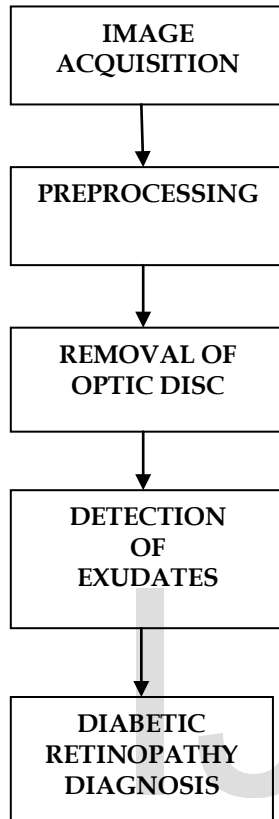 IMAGE
ACQUISITION
PREPROCESSING
REMOVAL OF
OPTIC DISC
DETECTION
OF
EXUDATES
DIABETIC
RETINOPATHY
DIAGNOSIS